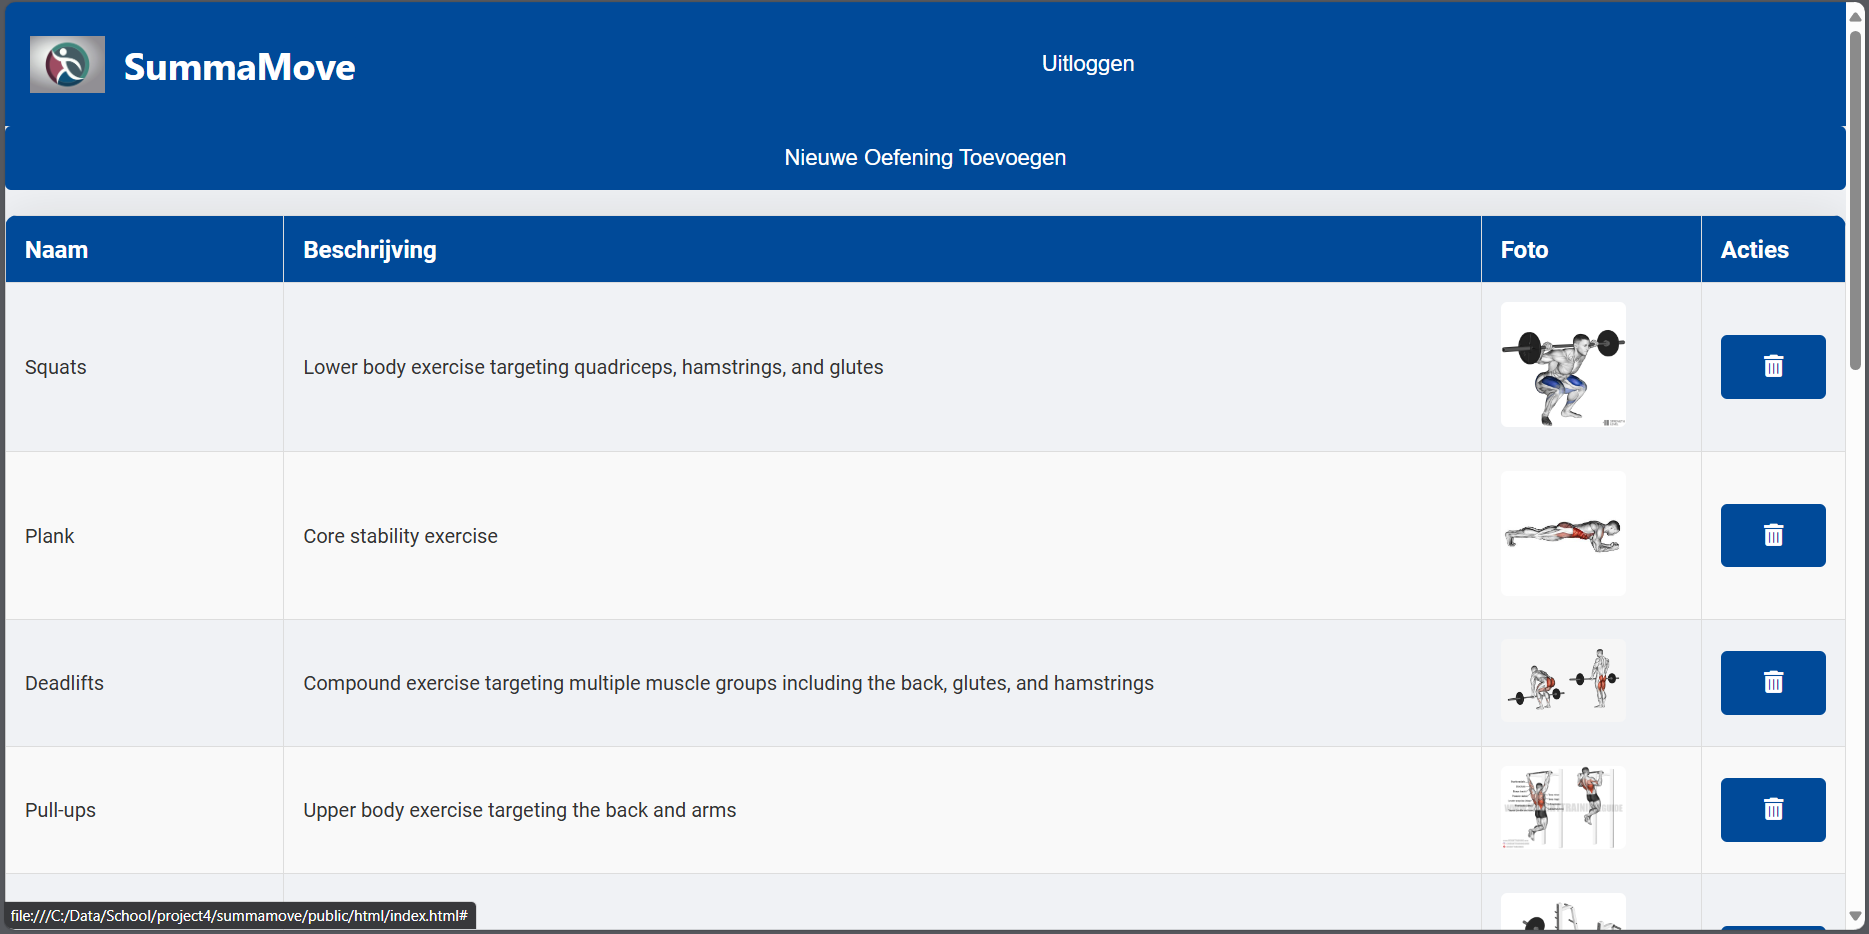 SummaMove
Uitloggen
Nieuwe Oefening Toevoegen
Naam Beschrijving Foto Acties
Squats Lower body exercise targeting quadriceps, hamstrings, and glutes
Plank Core stability exercise
Deadlifts Compound exercise targeting multiple muscle groups including the back, glutes, and hamstrings
Pull-ups Upper body exercise targeting the back and arms
file:///C:/Data/School/project4/summamove/public/html/index.html#